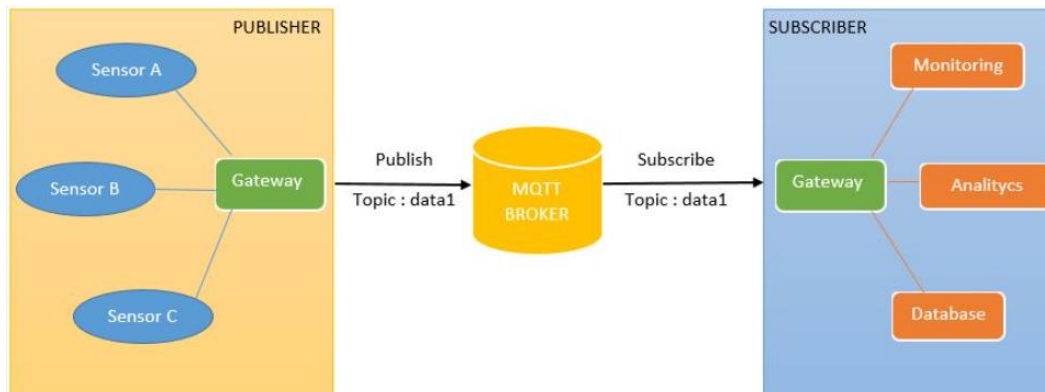 PUBLISHER
Sensor A
Sensor B
Sensor C
Gateway
Publish
Topic : data1
MQTT
BROKER
Subscribe
Topic : data1
SUBSCRIBER
Gateway
Monitoring
Analitycs
Database